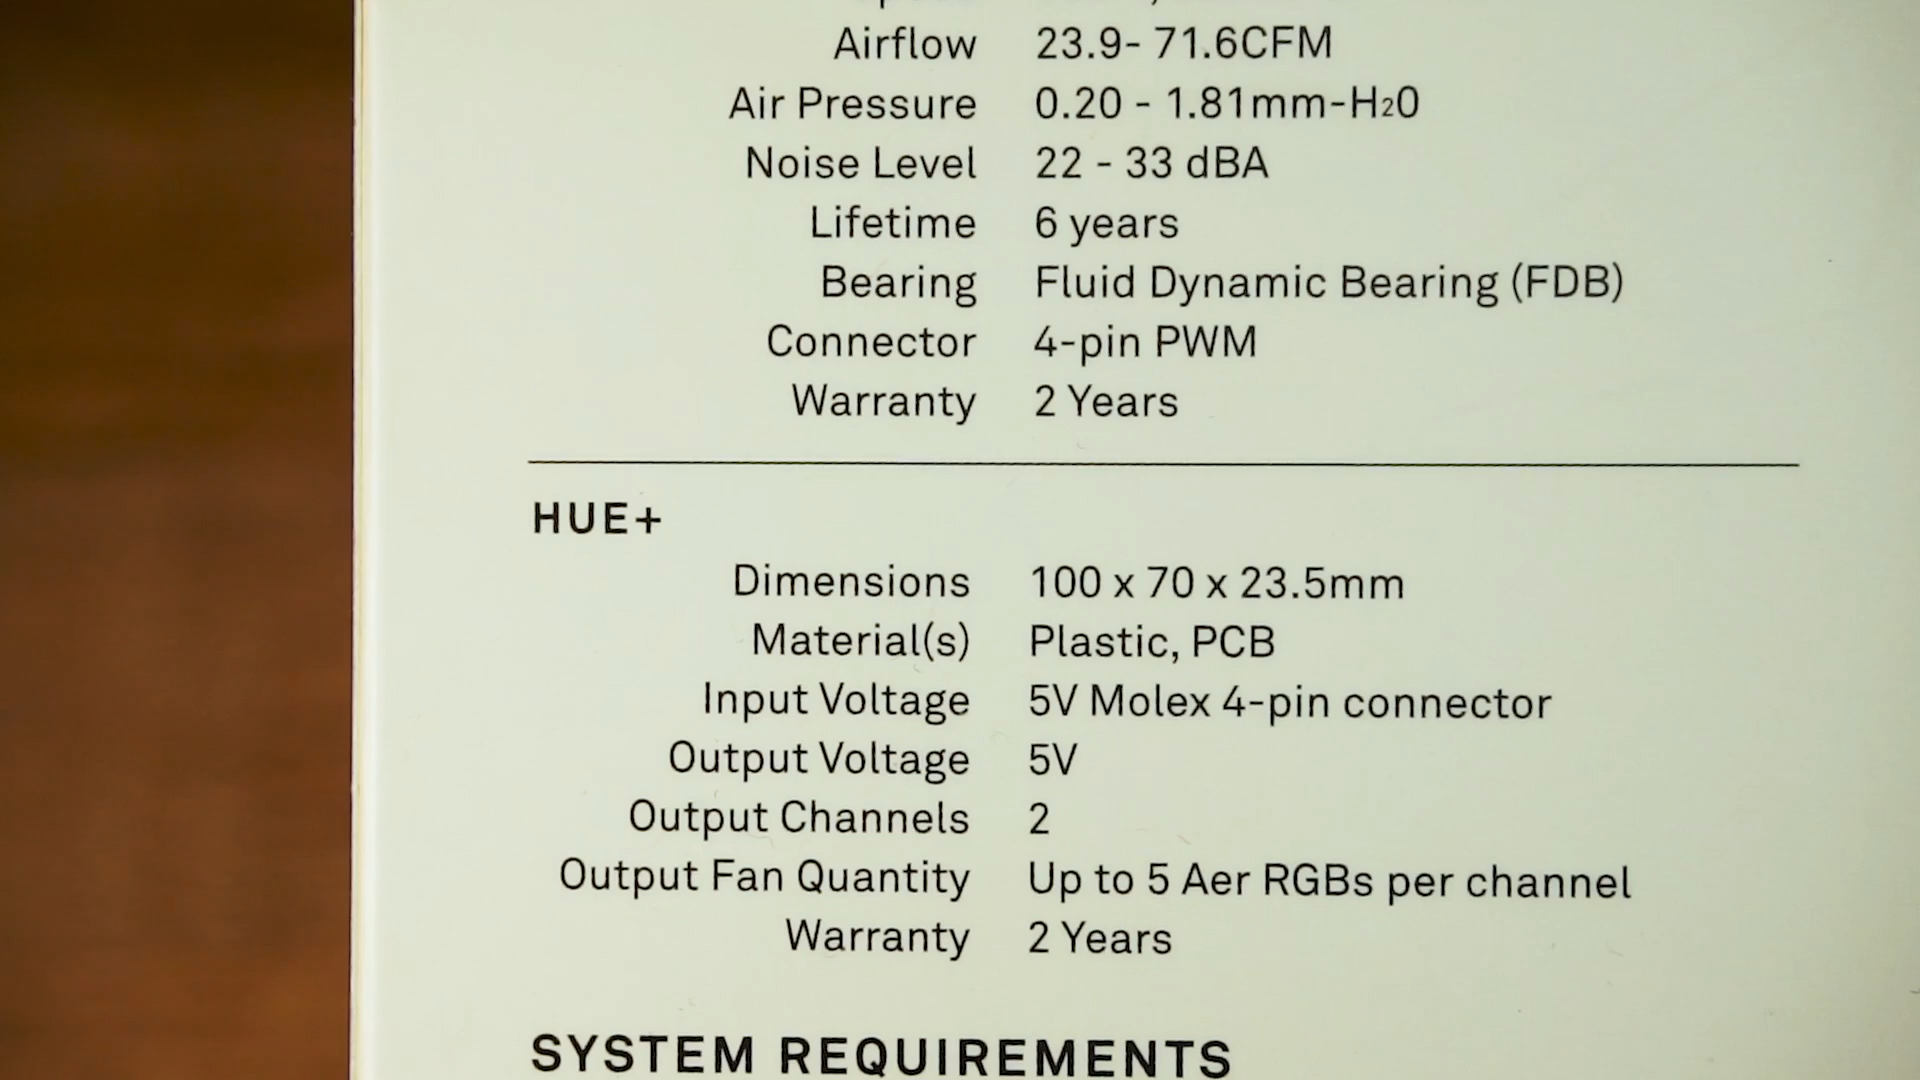 Airflow 23.9- 71.6CFM
Air Pressure 0.20 - 1.81mm-H₂0
Noise Level 22 - 33 dBA
Lifetime 6 years
Bearing Fluid Dynamic Bearing (FDB)
Connector 4-pin PWM
Warranty 2 Years
HUE+
Dimensions 100 x 70 x 23.5mm
Material(s) Plastic, PCB
Input Voltage 5V Molex 4-pin connector
Output Voltage 5V
Output Channels 2
Output Fan Quantity Up to 5 Aer RGBs per channel
Warranty 2 Years
SYSTEM REQUIREMENTS